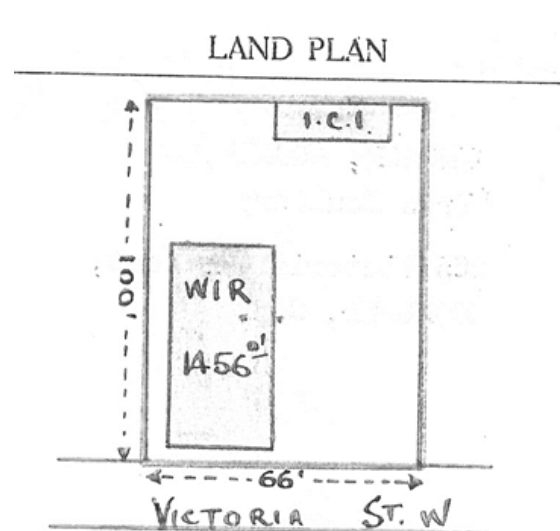 LAND PLAN
I.C.I.
100'
WIR
1456
66'
VICTORIA ST. W